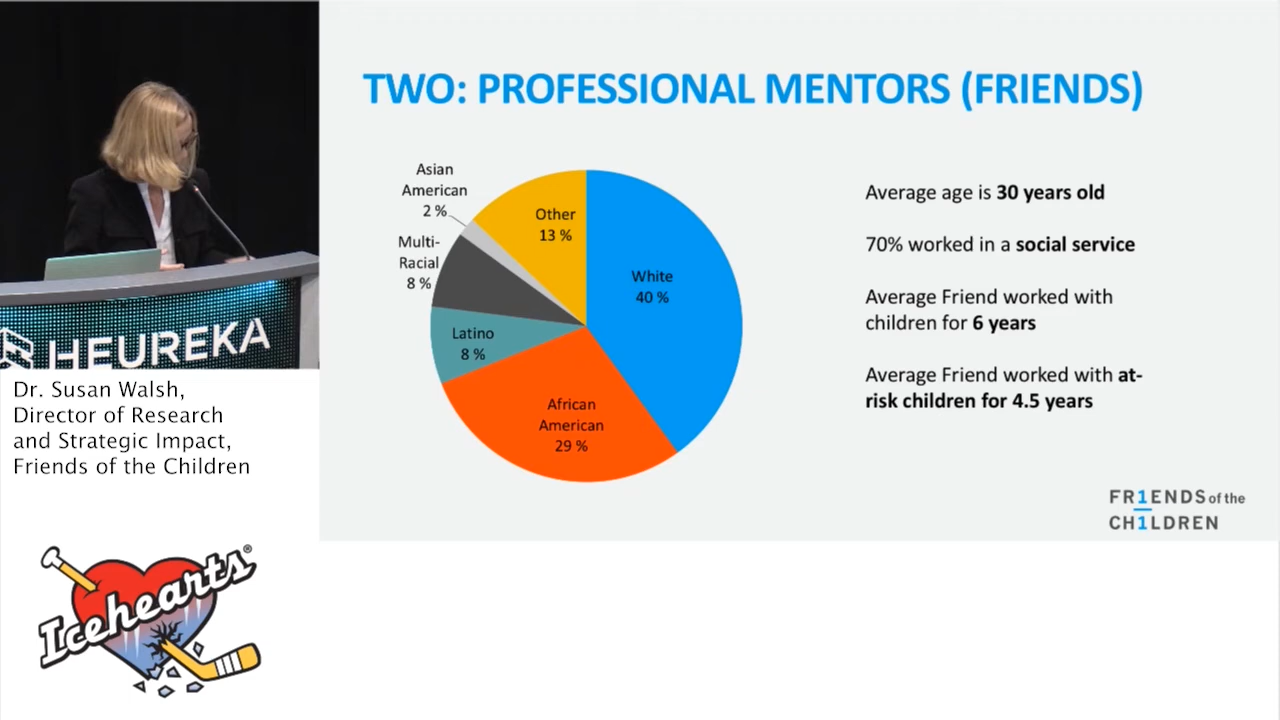 TWO: PROFESSIONAL MENTORS (FRIENDS)
Asian
American
2 %
Multi-
Racial
8 %
Latino
8 %
Other
13 %
White
40 %
African
American
29 %
Average age is 30 years old
70% worked in a social service
Average Friend worked with
children for 6 years
Average Friend worked with at-
risk children for 4.5 years
FR1ENDS of the
CH1LDREN
HEUREKA
Dr. Susan Walsh,
Director of Research
and Strategic Impact,
Friends of the Children
Icehearts®